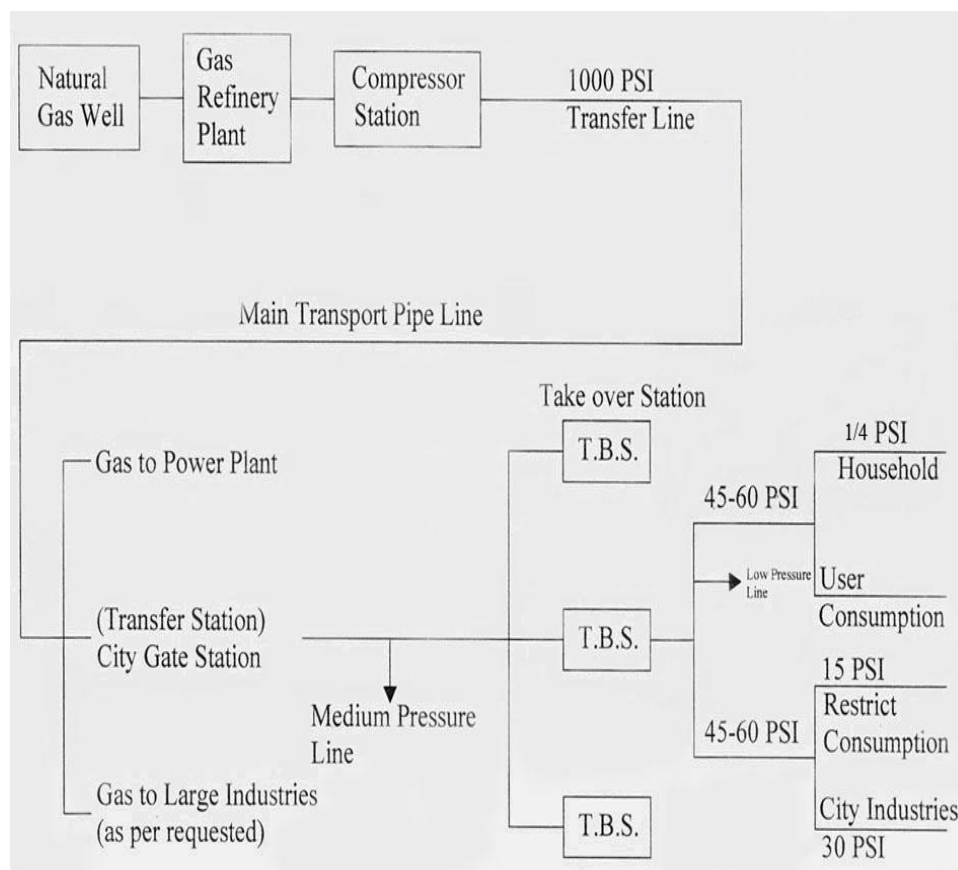 Natural
Gas Well
Gas
Refinery
Plant
Compressor
Station
1000 PSI
Transfer Line
Main Transport Pipe Line
Take over Station
T.B.S.
Gas to Power Plant
(Transfer Station)
City Gate Station
Medium Pressure
Line
Gas to Large Industries
(as per requested)
T.B.S.
T.B.S.
45-60 PSI
Low Pressure
Line
45-60 PSI
1/4 PSI
Household
User
Consumption
15 PSI
Restrict
Consumption
City Industries
30 PSI